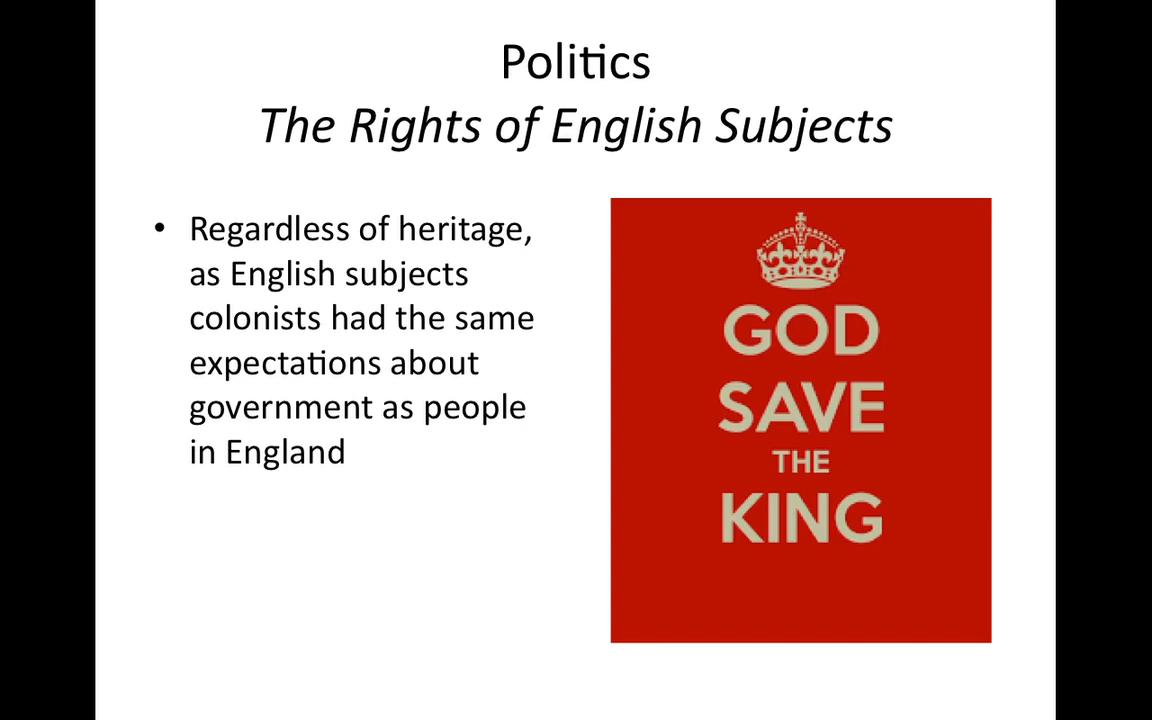 Politics
The Rights of English Subjects
• Regardless of heritage,
as English subjects
colonists had the same
expectations about
government as people
in England
GOD
SAVE
THE
KING